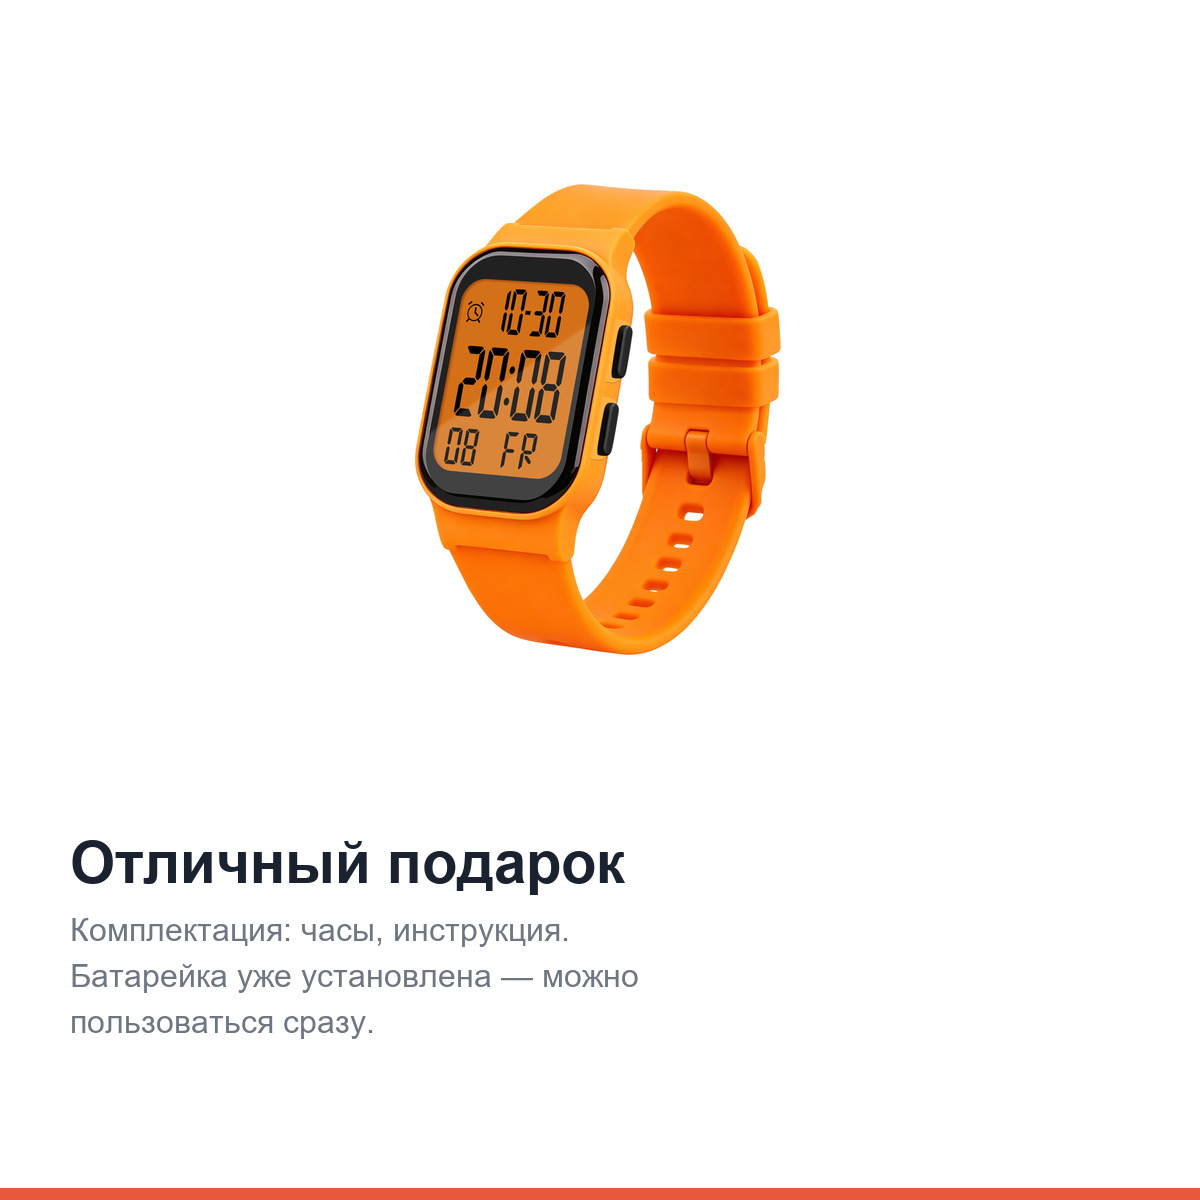 10:30
20:08
08 FR
Отличный подарок
Комплектация: часы, инструкция.
Батарейка уже установлена — можно
пользоваться сразу.